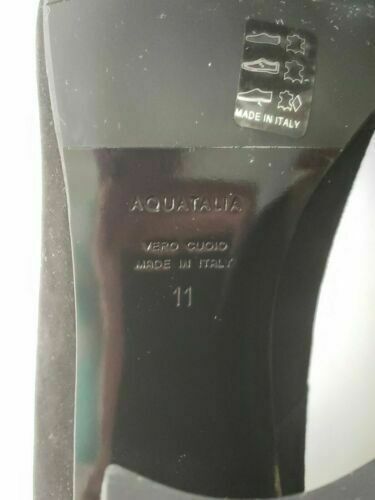 MADE IN ITALY
AQUATALIA
VERO CUOIO
MADE IN ITALY
11